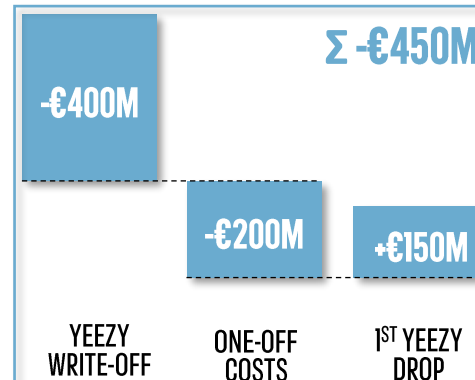 Σ -€450M
-€400M
-€200M
+€150M
YEEZY
WRITE-OFF
ONE-OFF
COSTS
1ST YEEZY
DROP